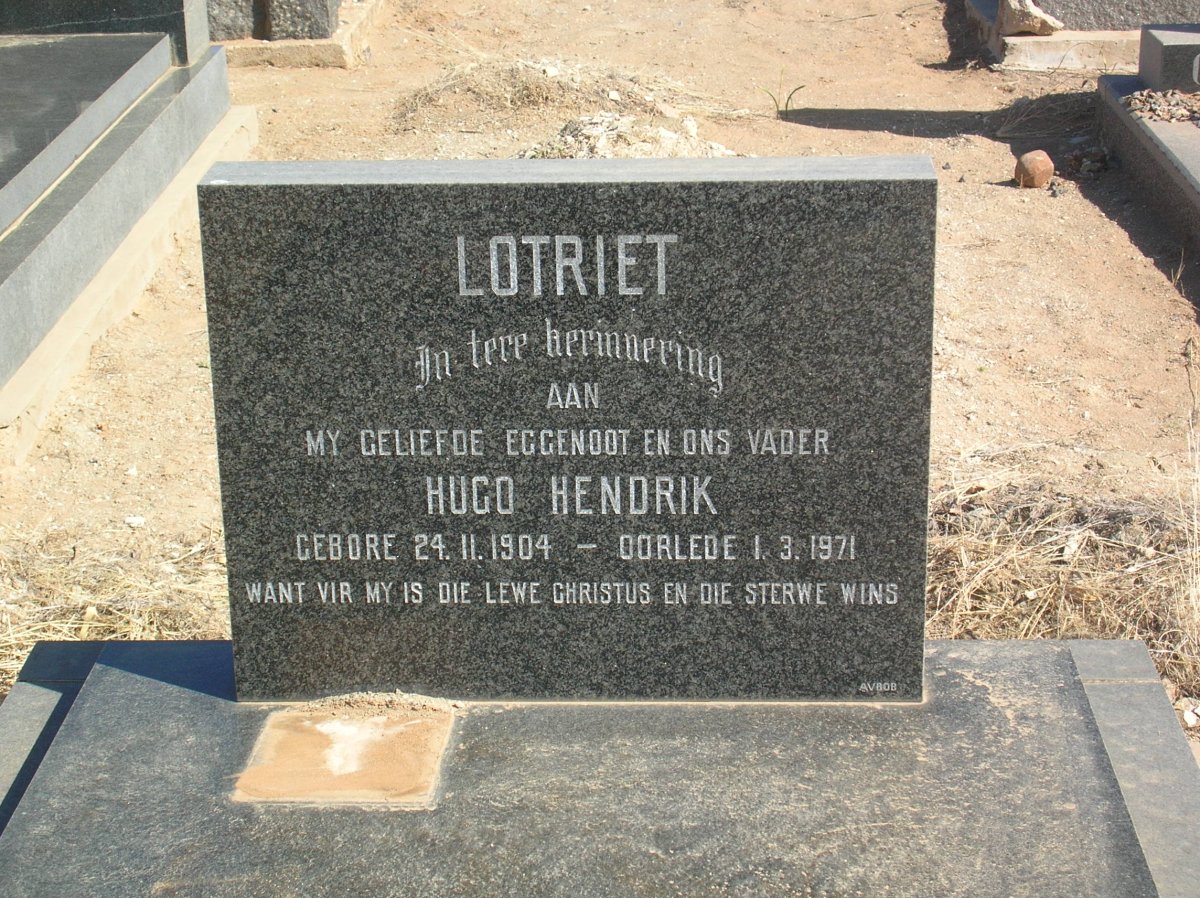 LOTRIET
In tere herinnering
AAN
MY GELIEFDE EGGENOOT EN ONS VADER
HUGO HENDRIK
GEBORE 24.11.1904 – OORLEDE 1.3.1971
WANT VIR MY IS DIE LEWE CHRISTUS EN DIE STERWE WINS
AVBOB